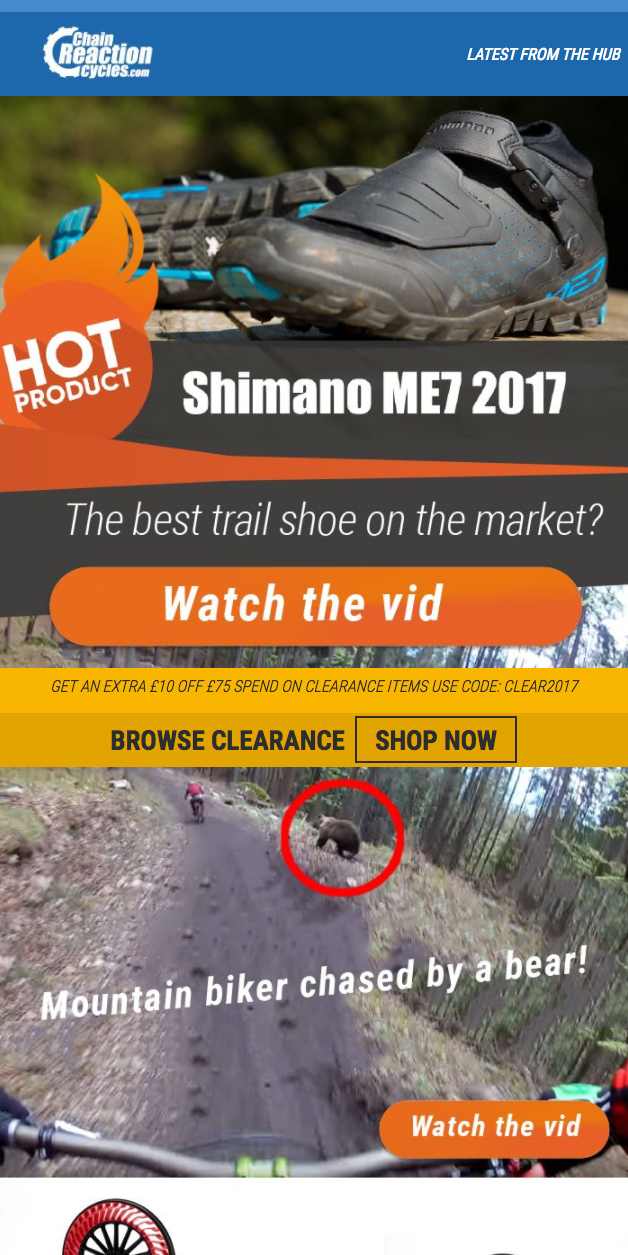 Chain
Reaction
Cycles.com
LATEST FROM THE HUB
SHIMANO
ME7
HOT
PRODUCT
Shimano ME7 2017
The best trail shoe on the market?
Watch the vid
GET AN EXTRA £10 OFF £75 SPEND ON CLEARANCE ITEMS USE CODE: CLEAR2017
BROWSE CLEARANCE SHOP NOW
Mountain biker chased by a bear!
Watch the vid